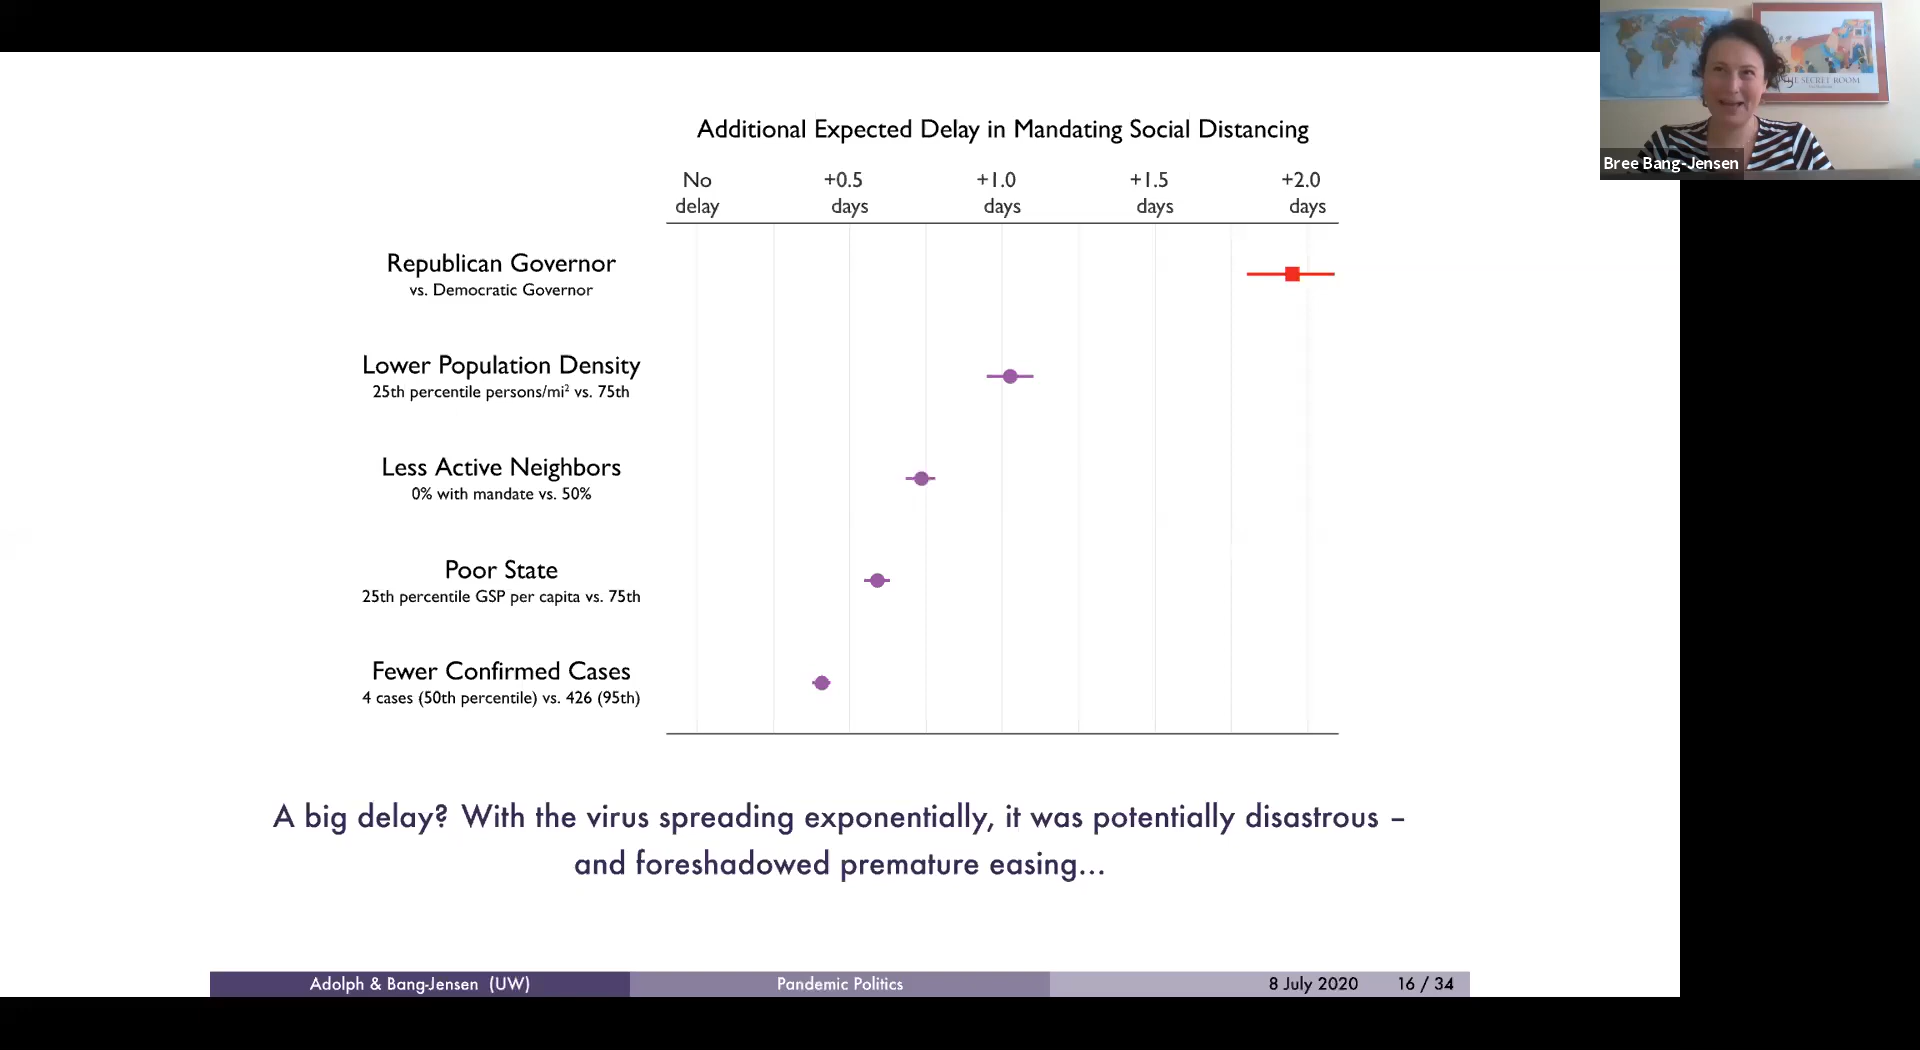 THE SECRET ROOM
Bree Bang-Jensen
Additional Expected Delay in Mandating Social Distancing
No delay
+0.5 days
+1.0 days
+1.5 days
+2.0 days
Republican Governor
vs. Democratic Governor
Lower Population Density
25th percentile persons/mi² vs. 75th
Less Active Neighbors
0% with mandate vs. 50%
Poor State
25th percentile GSP per capita vs. 75th
Fewer Confirmed Cases
4 cases (50th percentile) vs. 426 (95th)
A big delay? With the virus spreading exponentially, it was potentially disastrous –
and foreshadowed premature easing...
Adolph & Bang-Jensen (UW)
Pandemic Politics
8 July 2020 16 / 34